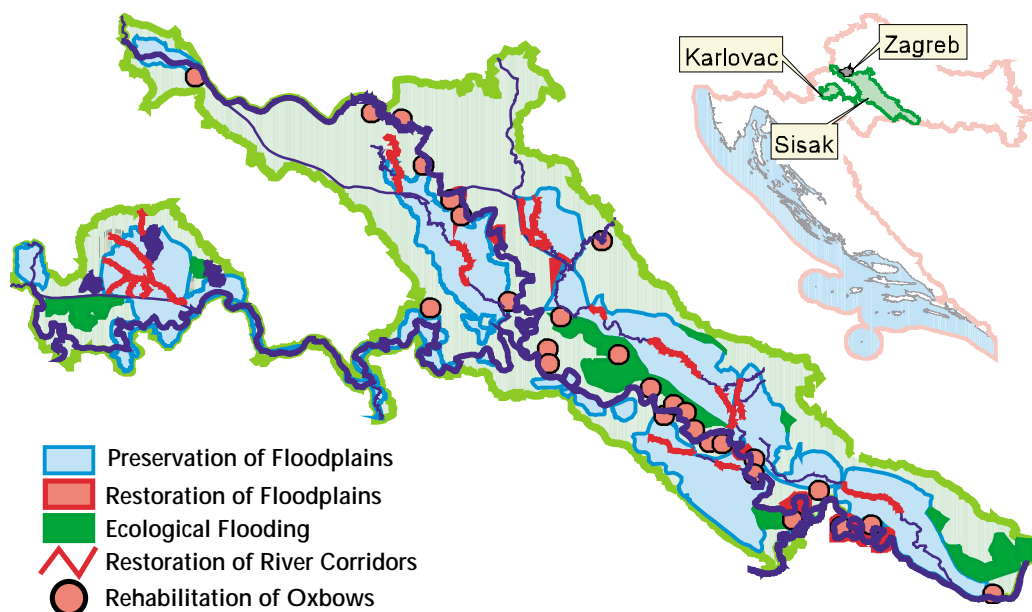 Karlovac
Zagreb
Sisak
Preservation of Floodplains
Restoration of Floodplains
Ecological Flooding
Restoration of River Corridors
Rehabilitation of Oxbows